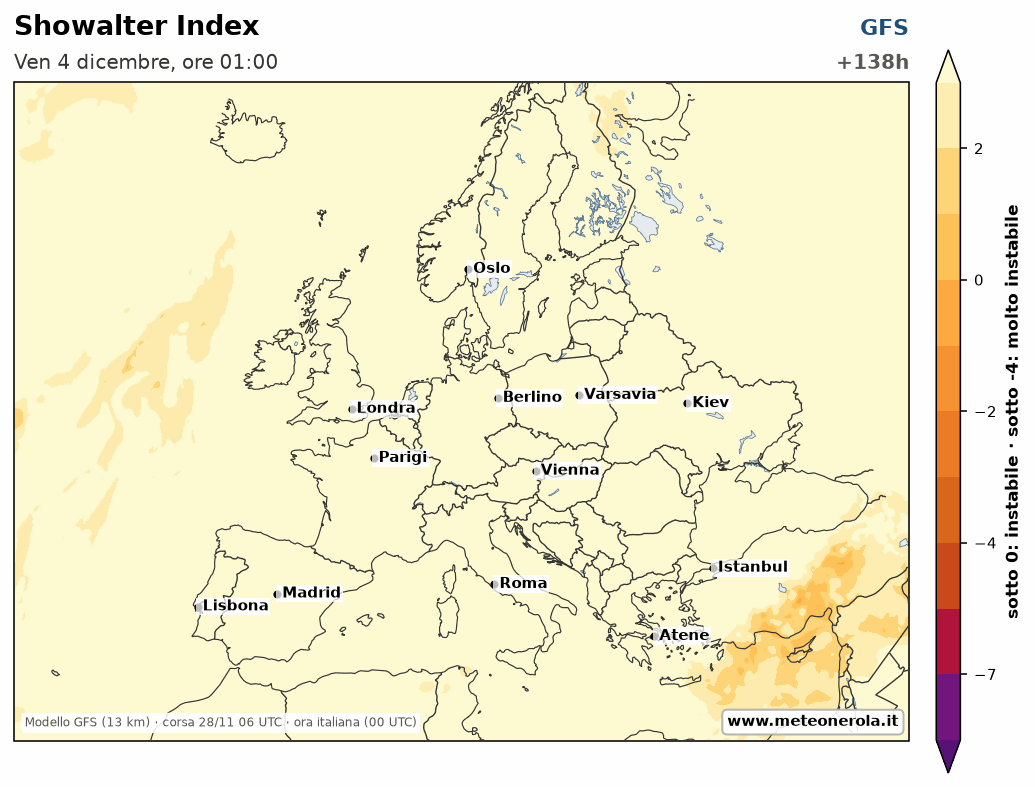 Showalter Index
GFS
Ven 4 dicembre, ore 01:00
+138h
Oslo
Londra
Berlino
Varsavia
Kiev
Parigi
Vienna
Istanbul
Roma
Madrid
Lisbona
Atene
Modello GFS (13 km) · corsa 28/11 06 UTC · ora italiana (00 UTC)
www.meteonerola.it
2
0
−2
−4
−7
sotto 0: instabile · sotto -4: molto instabile